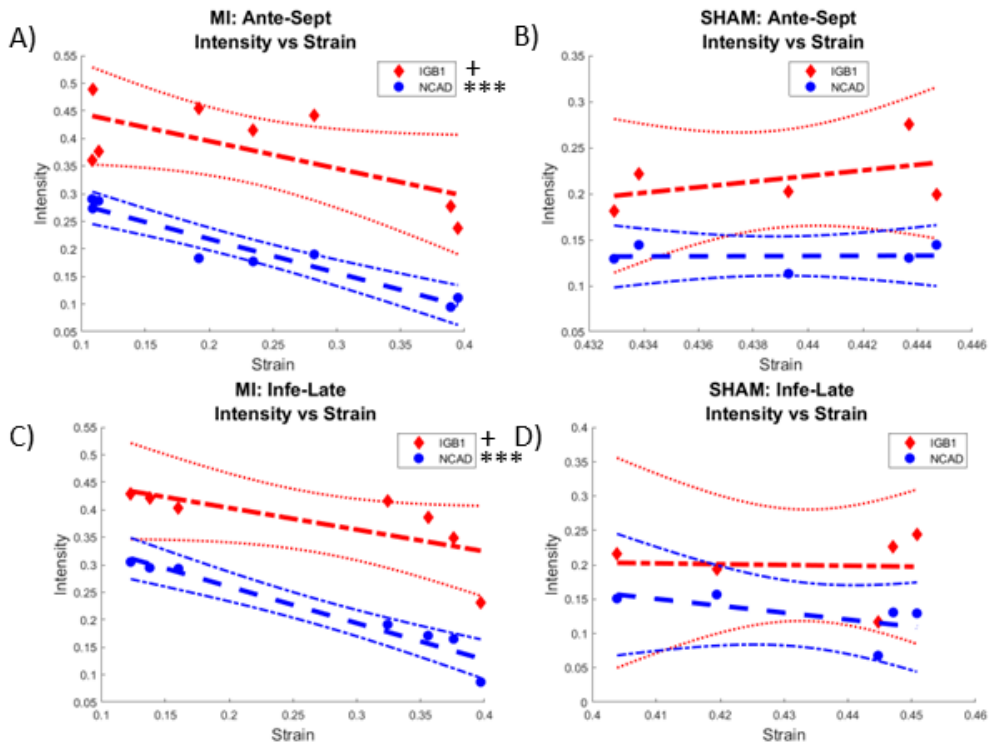 A)
MI: Ante-Sept
Intensity vs Strain
IGB1
NCAD
+
***
Intensity
0.55
0.5
0.45
0.4
0.35
0.3
0.25
0.2
0.15
0.1
0.05
0.1
0.15
0.2
0.25
0.3
0.35
0.4
Strain
B)
SHAM: Ante-Sept
Intensity vs Strain
IGB1
NCAD
Intensity
0.35
0.3
0.25
0.2
0.15
0.1
0.05
0.432
0.434
0.436
0.438
0.44
0.442
0.444
0.446
Strain
C)
MI: Infe-Late
Intensity vs Strain
IGB1
NCAD
+
***
Intensity
0.55
0.5
0.45
0.4
0.35
0.3
0.25
0.2
0.15
0.1
0.05
0.1
0.15
0.2
0.25
0.3
0.35
0.4
Strain
D)
SHAM: Infe-Late
Intensity vs Strain
IGB1
NCAD
Intensity
0.4
0.35
0.3
0.25
0.2
0.15
0.1
0.05
0
0.4
0.41
0.42
0.43
0.44
0.45
0.46
Strain